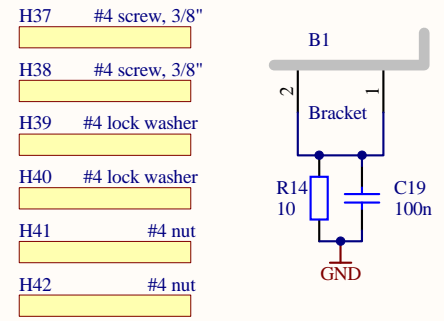 H37 #4 screw, 3/8"
H38 #4 screw, 3/8"
H39 #4 lock washer
H40 #4 lock washer
H41 #4 nut
H42 #4 nut
B1
2 1
Bracket
R14 C19
10 100n
GND